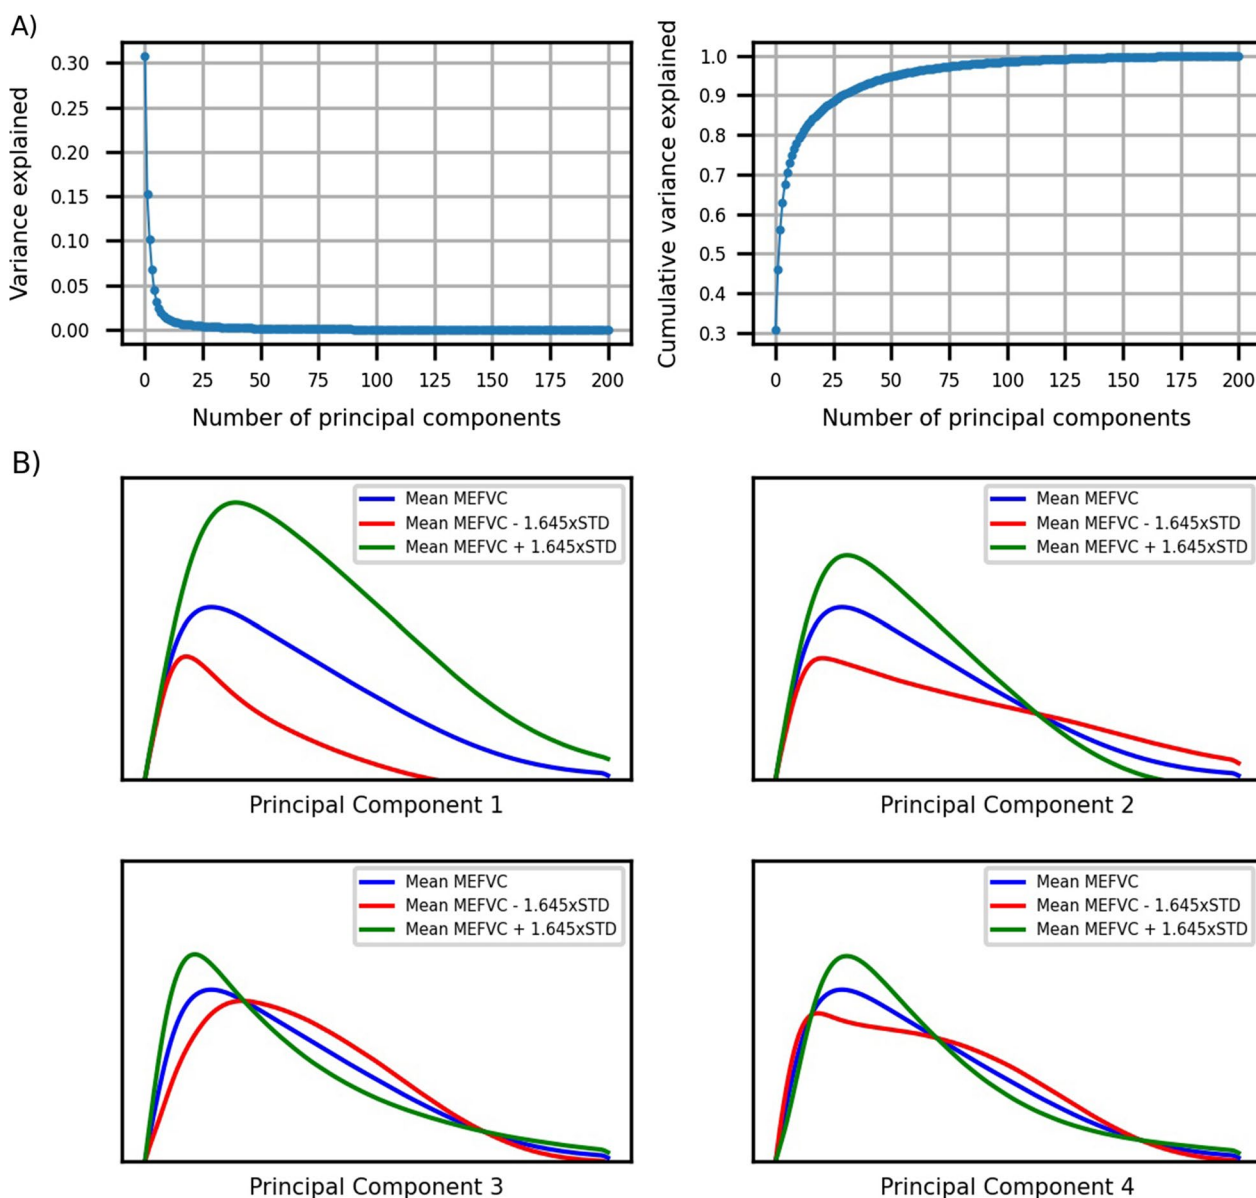 A)
Variance explained
0.30
0.25
0.20
0.15
0.10
0.05
0.00
0 25 50 75 100 125 150 175 200
Number of principal components
Cumulative variance explained
1.0
0.9
0.8
0.7
0.6
0.5
0.4
0.3
0 25 50 75 100 125 150 175 200
Number of principal components
B)
Mean MEFVC
Mean MEFVC - 1.645xSTD
Mean MEFVC + 1.645xSTD
Principal Component 1
Mean MEFVC
Mean MEFVC - 1.645xSTD
Mean MEFVC + 1.645xSTD
Principal Component 2
Mean MEFVC
Mean MEFVC - 1.645xSTD
Mean MEFVC + 1.645xSTD
Principal Component 3
Mean MEFVC
Mean MEFVC - 1.645xSTD
Mean MEFVC + 1.645xSTD
Principal Component 4